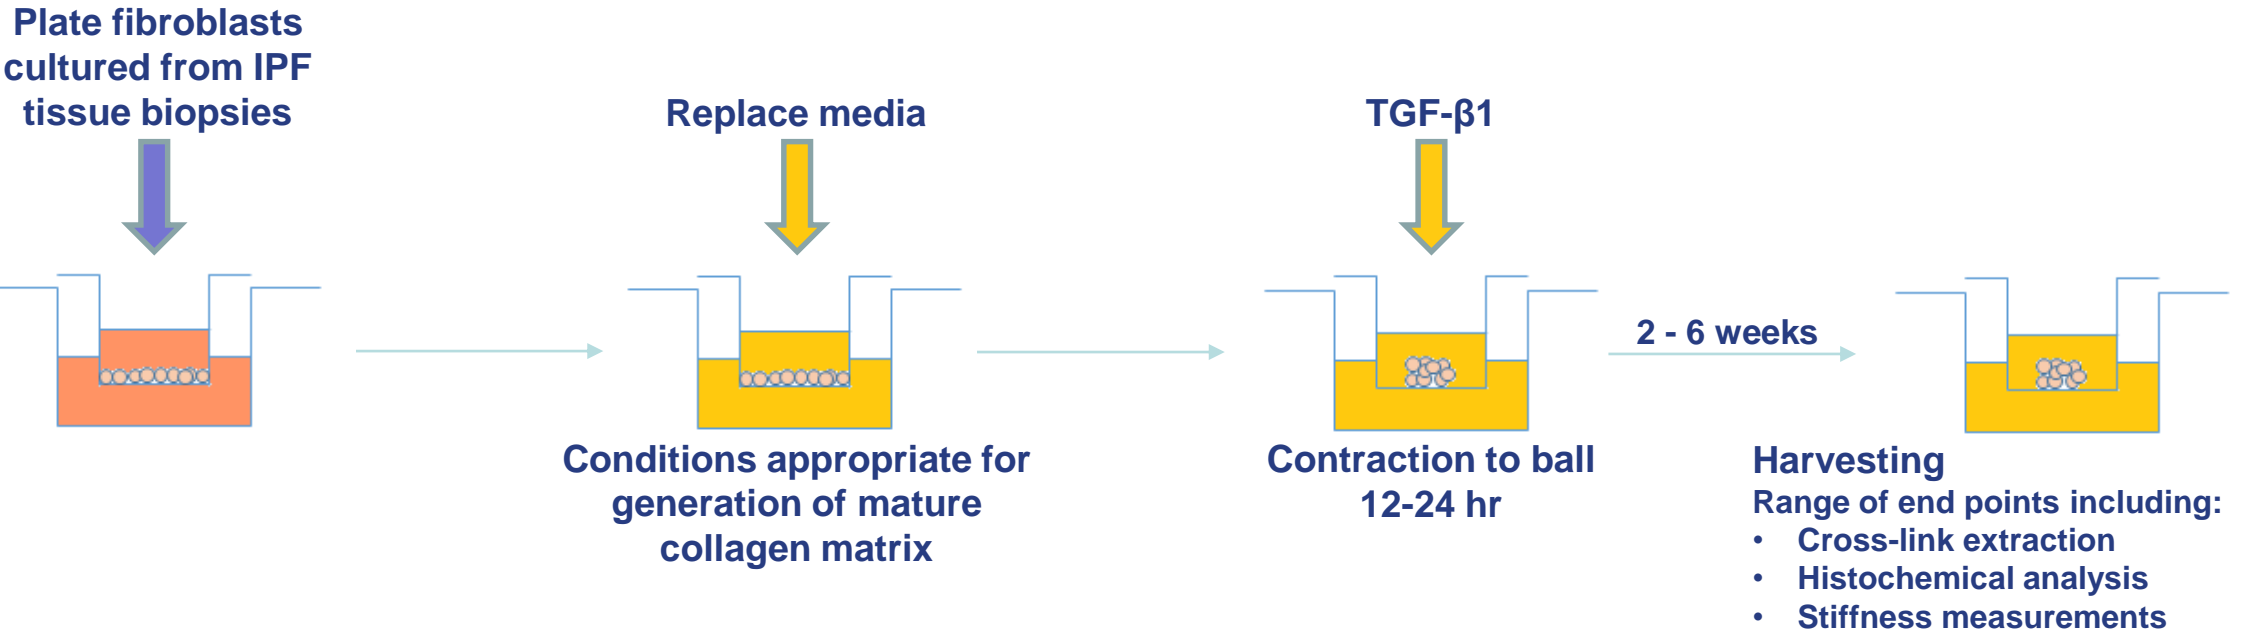 Plate fibroblasts
cultured from IPF
tissue biopsies
Replace media
TGF-β1
2 - 6 weeks
Conditions appropriate for
generation of mature
collagen matrix
Contraction to ball
12-24 hr
Harvesting
Range of end points including:
• Cross-link extraction
• Histochemical analysis
• Stiffness measurements